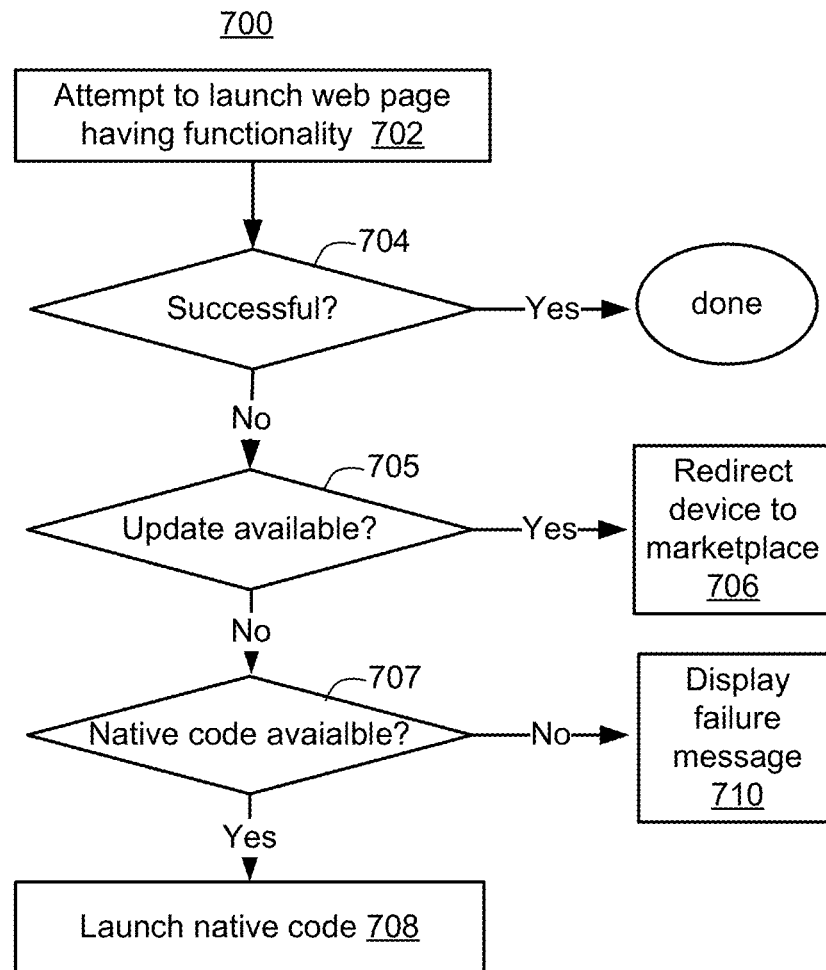 700
Attempt to launch web page
having functionality 702
704
Successful?
Yes
done
No
705
Update available?
Yes
Redirect
device to
marketplace
706
No
707
Native code avaialble?
No
Display
failure
message
710
Yes
Launch native code 708